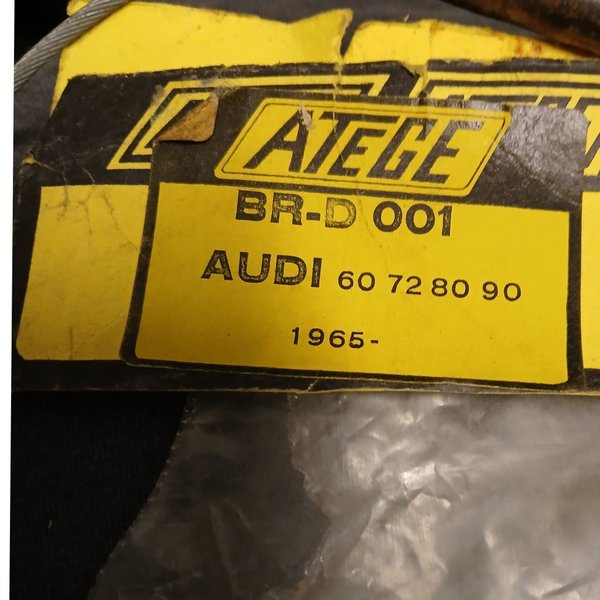 ATEGE
BR-D 001
AUDI 60 72 80 90
1965-